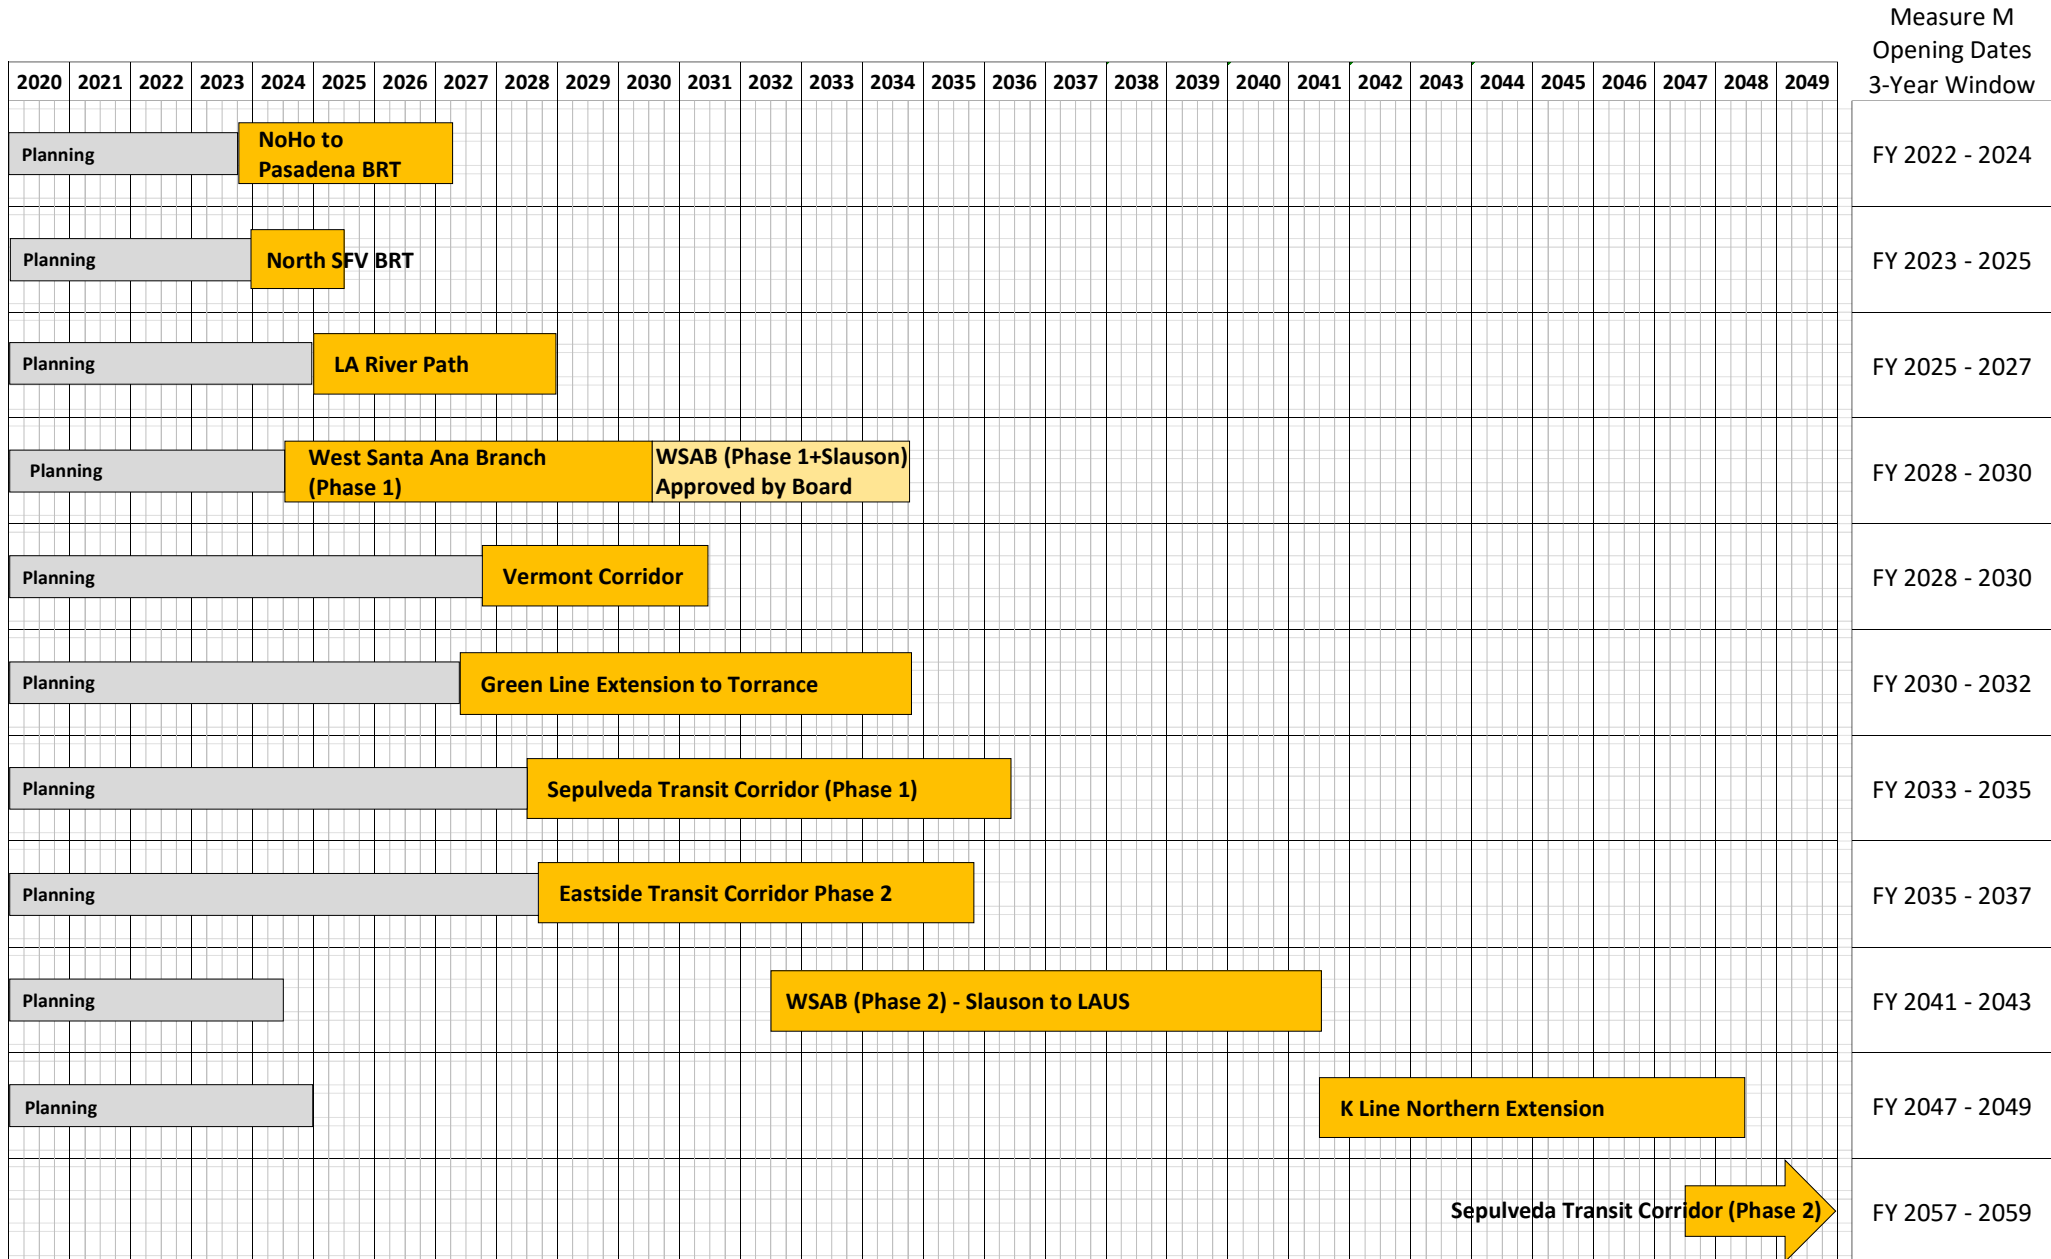 Measure M
Opening Dates
3-Year Window
2020 2021 2022 2023 2024 2025 2026 2027 2028 2029 2030 2031 2032 2033 2034 2035 2036 2037 2038 2039 2040 2041 2042 2043 2044 2045 2046 2047 2048 2049
Planning
NoHo to
Pasadena BRT
FY 2022 - 2024
Planning
North SFV BRT
FY 2023 - 2025
Planning
LA River Path
FY 2025 - 2027
Planning
West Santa Ana Branch
(Phase 1)
WSAB (Phase 1+Slauson)
Approved by Board
FY 2028 - 2030
Planning
Vermont Corridor
FY 2028 - 2030
Planning
Green Line Extension to Torrance
FY 2030 - 2032
Planning
Sepulveda Transit Corridor (Phase 1)
FY 2033 - 2035
Planning
Eastside Transit Corridor Phase 2
FY 2035 - 2037
Planning
WSAB (Phase 2) - Slauson to LAUS
FY 2041 - 2043
Planning
K Line Northern Extension
FY 2047 - 2049
Sepulveda Transit Corridor (Phase 2)
FY 2057 - 2059